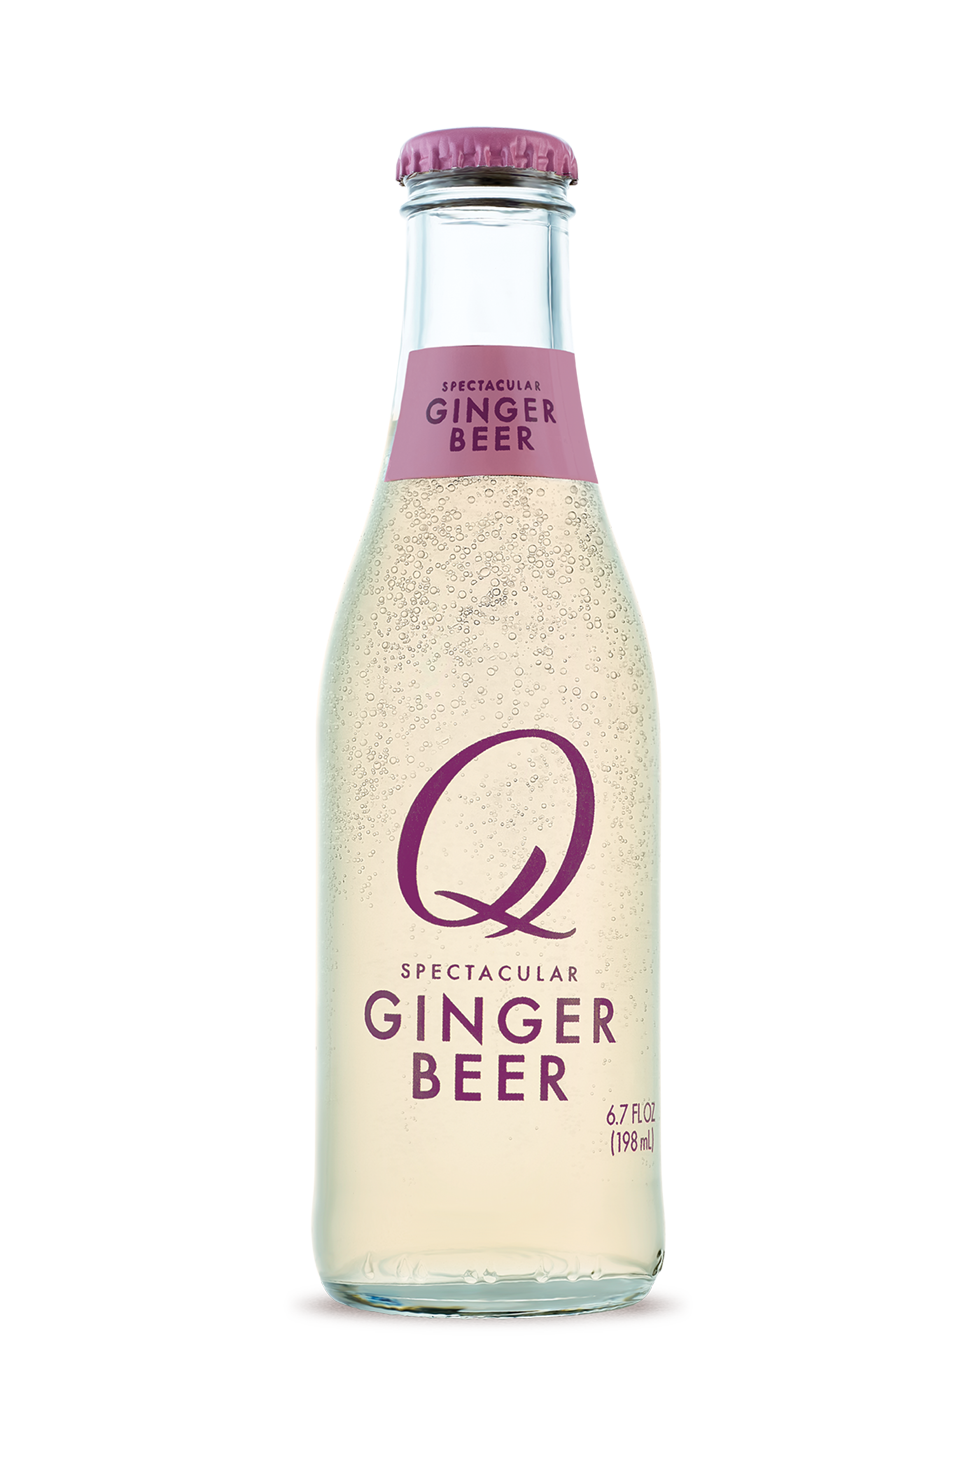 SPECTACULAR
GINGER
BEER
Q
SPECTACULAR
GINGER
BEER
6.7 FL OZ
(198 mL)